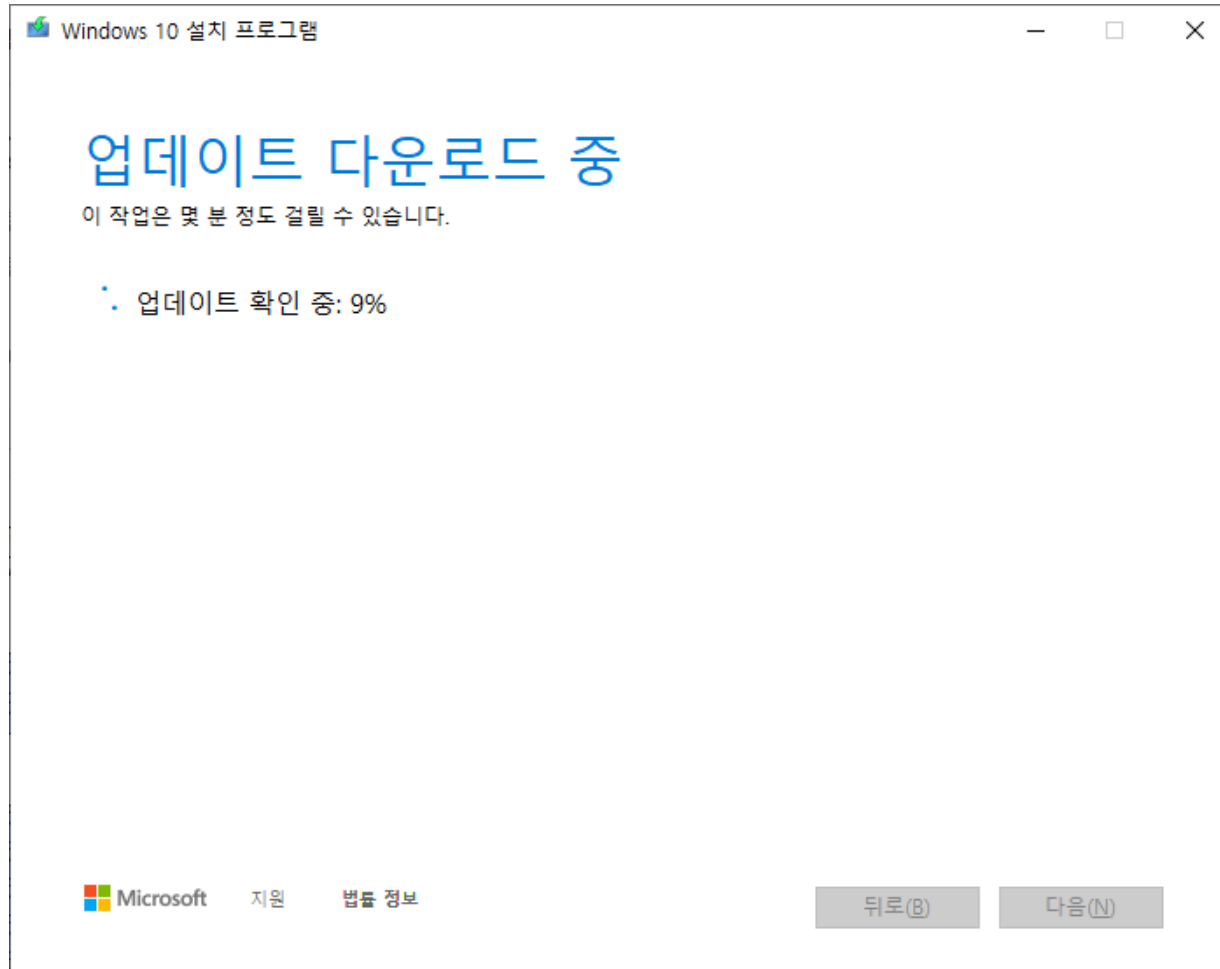 Windows 10 설치 프로그램
업데이트 다운로드 중
이 작업은 몇 분 정도 걸릴 수 있습니다.
업데이트 확인 중: 9%
Microsoft 지원 법률 정보
뒤로(B) 다음(N)